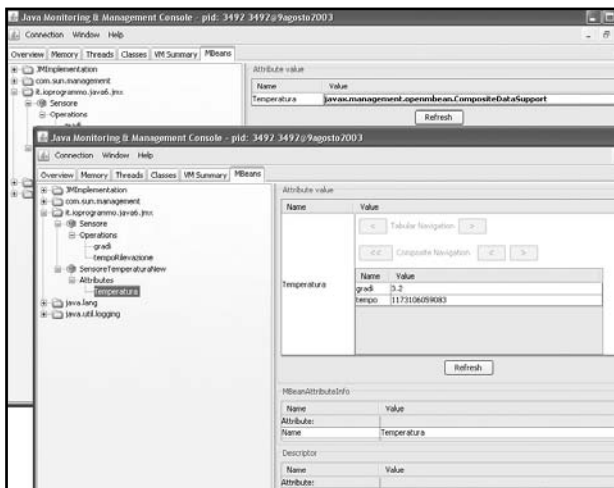 Java Monitoring & Management Console - pid: 3492 3492@9agosto2003
Connection Window Help
Overview Memory Threads Classes VM Summary MBeans
JMImplementation
com.sun.management
it.ioprogrammo.java6.jmx
Sensore
Operations
Attribute value
Name Value
Temperatura javax.management.openmbean.CompositeDataSupport
Refresh
Java Monitoring & Management Console - pid: 3492 3492@9agosto2003
Connection Window Help
Overview Memory Threads Classes VM Summary MBeans
JMImplementation
com.sun.management
it.ioprogrammo.java6.jmx
Sensore
Operations
gradi
tempoRilevazione
SensoreTemperaturaNew
Attributes
Temperatura
java.lang
java.util.logging
Attribute value
Name Value
< Tabular Navigation >
<< Composite Navigation < >
Temperatura
Name Value
gradi 3.2
tempo 1173106059083
Refresh
MBeanAttributeInfo
Name Value
Attribute:
Name Temperatura
Descriptor
Name Value
Attribute: